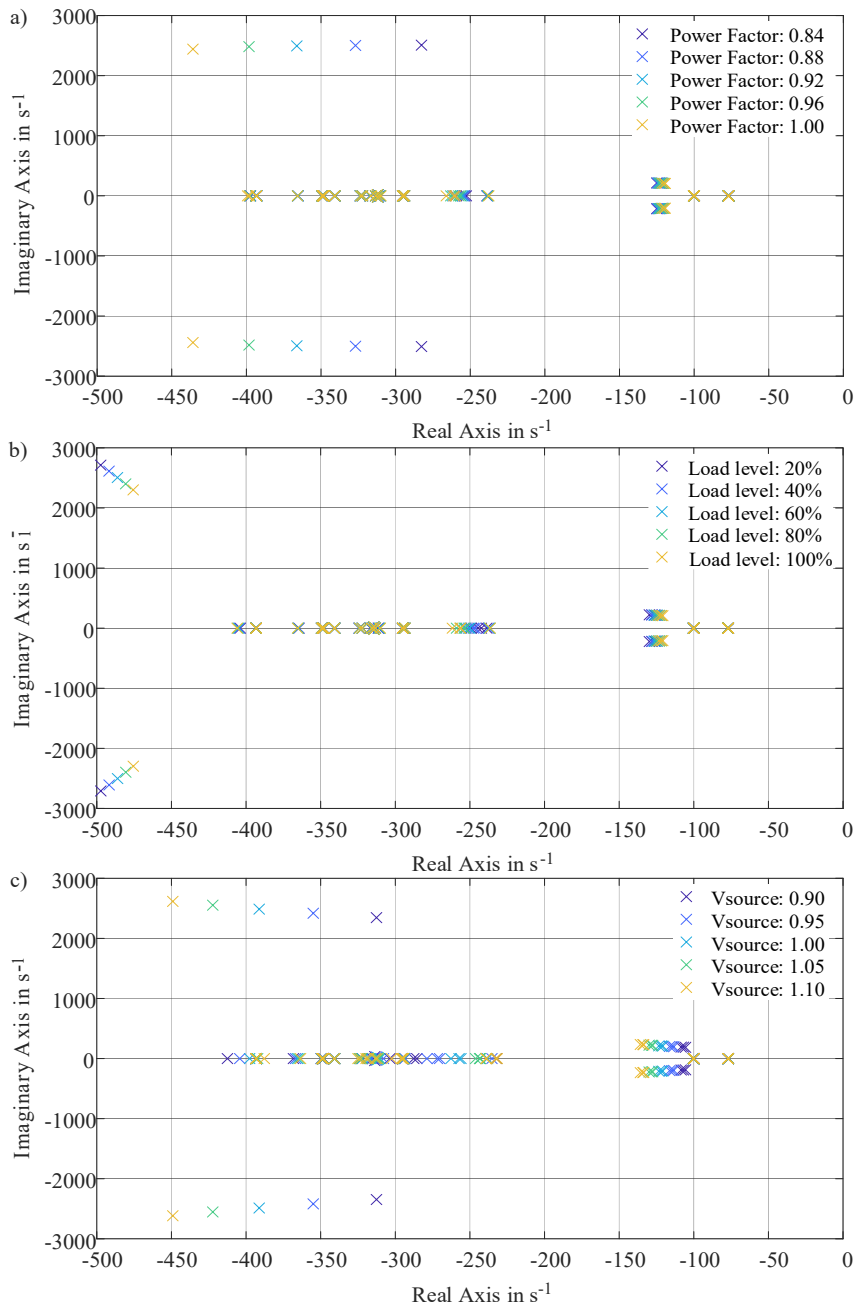 a)
3000
2000
1000
0
-1000
-2000
-3000
Imaginary Axis in s-1
Power Factor: 0.84
Power Factor: 0.88
Power Factor: 0.92
Power Factor: 0.96
Power Factor: 1.00
-500 -450 -400 -350 -300 -250 -200 -150 -100 -50 0
Real Axis in s-1
b)
3000
2000
1000
0
-1000
-2000
-3000
Imaginary Axis in s-1
Load level: 20%
Load level: 40%
Load level: 60%
Load level: 80%
Load level: 100%
-500 -450 -400 -350 -300 -250 -200 -150 -100 -50 0
Real Axis in s-1
c)
3000
2000
1000
0
-1000
-2000
-3000
Imaginary Axis in s-1
Vsource: 0.90
Vsource: 0.95
Vsource: 1.00
Vsource: 1.05
Vsource: 1.10
-500 -450 -400 -350 -300 -250 -200 -150 -100 -50 0
Real Axis in s-1